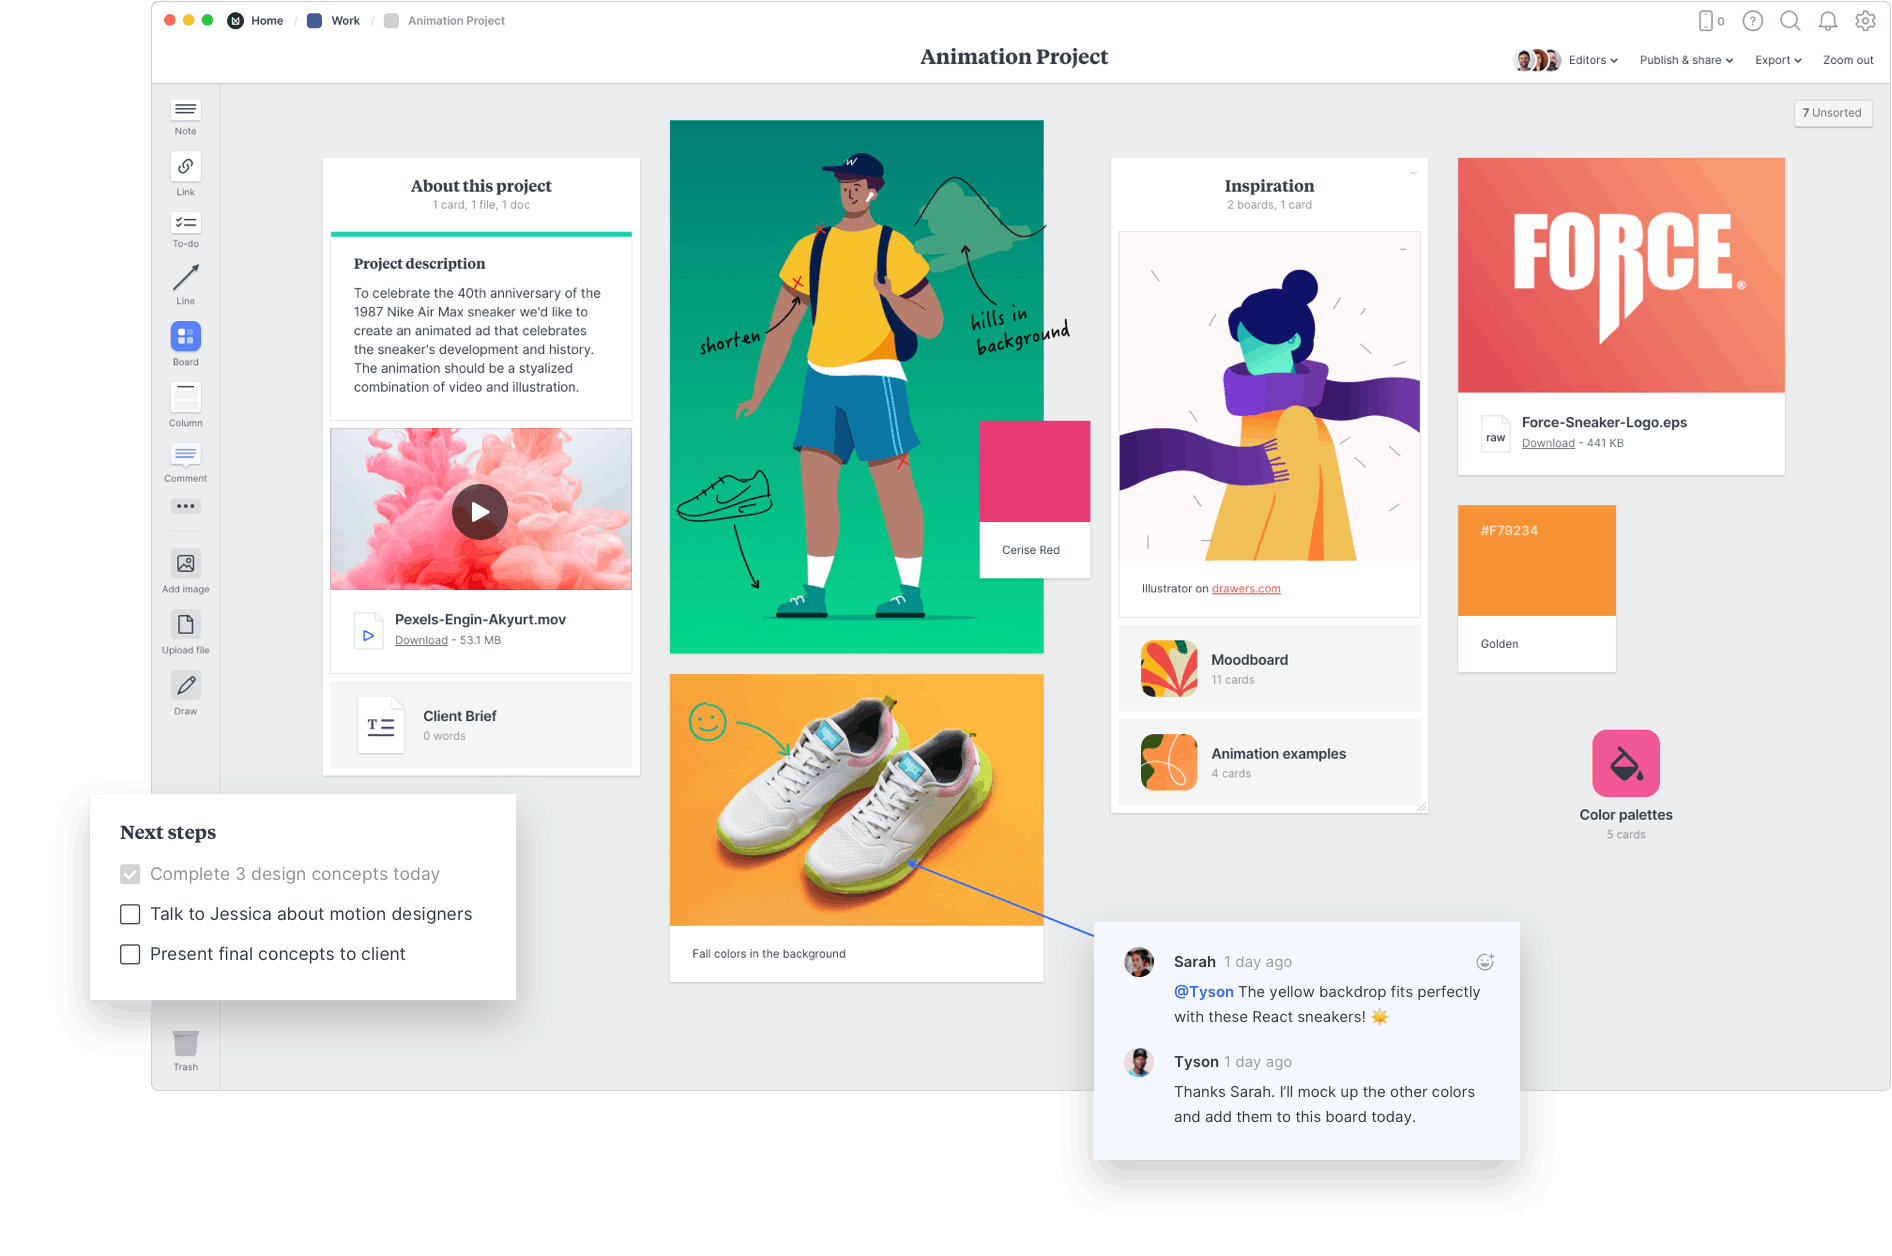 Home / Work / Animation Project
0
Animation Project
Editors
Publish & share
Export
Zoom out
7 Unsorted
Note
Link
To-do
Line
Board
Column
Comment
Add image
Upload file
Draw
Trash
About this project
1 card, 1 file, 1 doc
Project description
To celebrate the 40th anniversary of the
1987 Nike Air Max sneaker we'd like to
create an animated ad that celebrates
the sneaker's development and history.
The animation should be a styalized
combination of video and illustration.
Pexels-Engin-Akyurt.mov
Download - 53.1 MB
T
Client Brief
0 words
Next steps
Complete 3 design concepts today
Talk to Jessica about motion designers
Present final concepts to client
W
shorten
hills in
background
Cerise Red
Fall colors in the background
Inspiration
2 boards, 1 card
Illustrator on drawers.com
Moodboard
11 cards
Animation examples
4 cards
FORCE®
raw
Force-Sneaker-Logo.eps
Download - 441 KB
#F79234
Golden
Color palettes
5 cards
Sarah 1 day ago
@Tyson The yellow backdrop fits perfectly
with these React sneakers! ☀️
Tyson 1 day ago
Thanks Sarah. I’ll mock up the other colors
and add them to this board today.